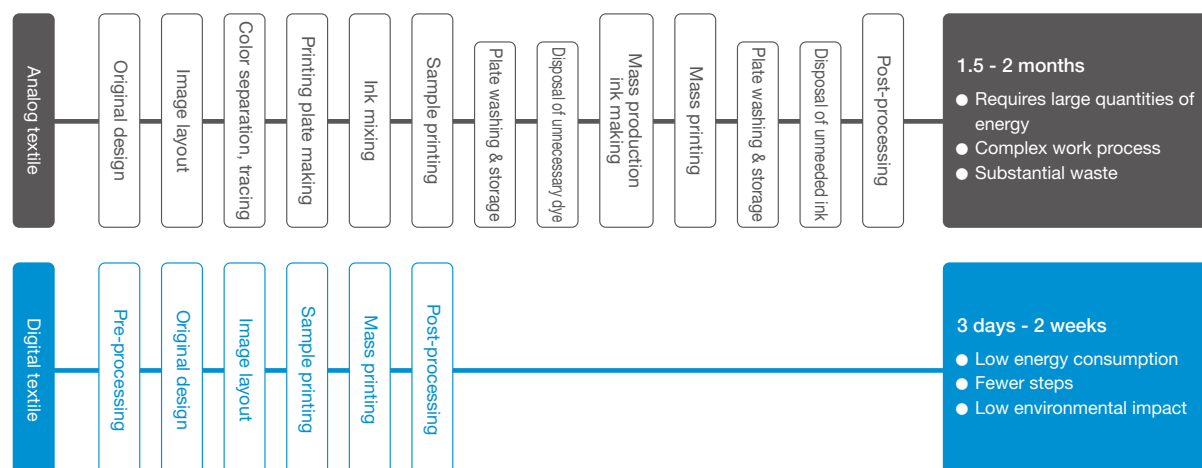 Analog textile
Original design
Image layout
Color separation, tracing
Printing plate making
Ink mixing
Sample printing
Plate washing & storage
Disposal of unnecessary dye
Mass production
ink making
Mass printing
Plate washing & storage
Disposal of unneeded ink
Post-processing
1.5 - 2 months
● Requires large quantities of
energy
● Complex work process
● Substantial waste
Digital textile
Pre-processing
Original design
Image layout
Sample printing
Mass printing
Post-processing
3 days - 2 weeks
● Low energy consumption
● Fewer steps
● Low environmental impact